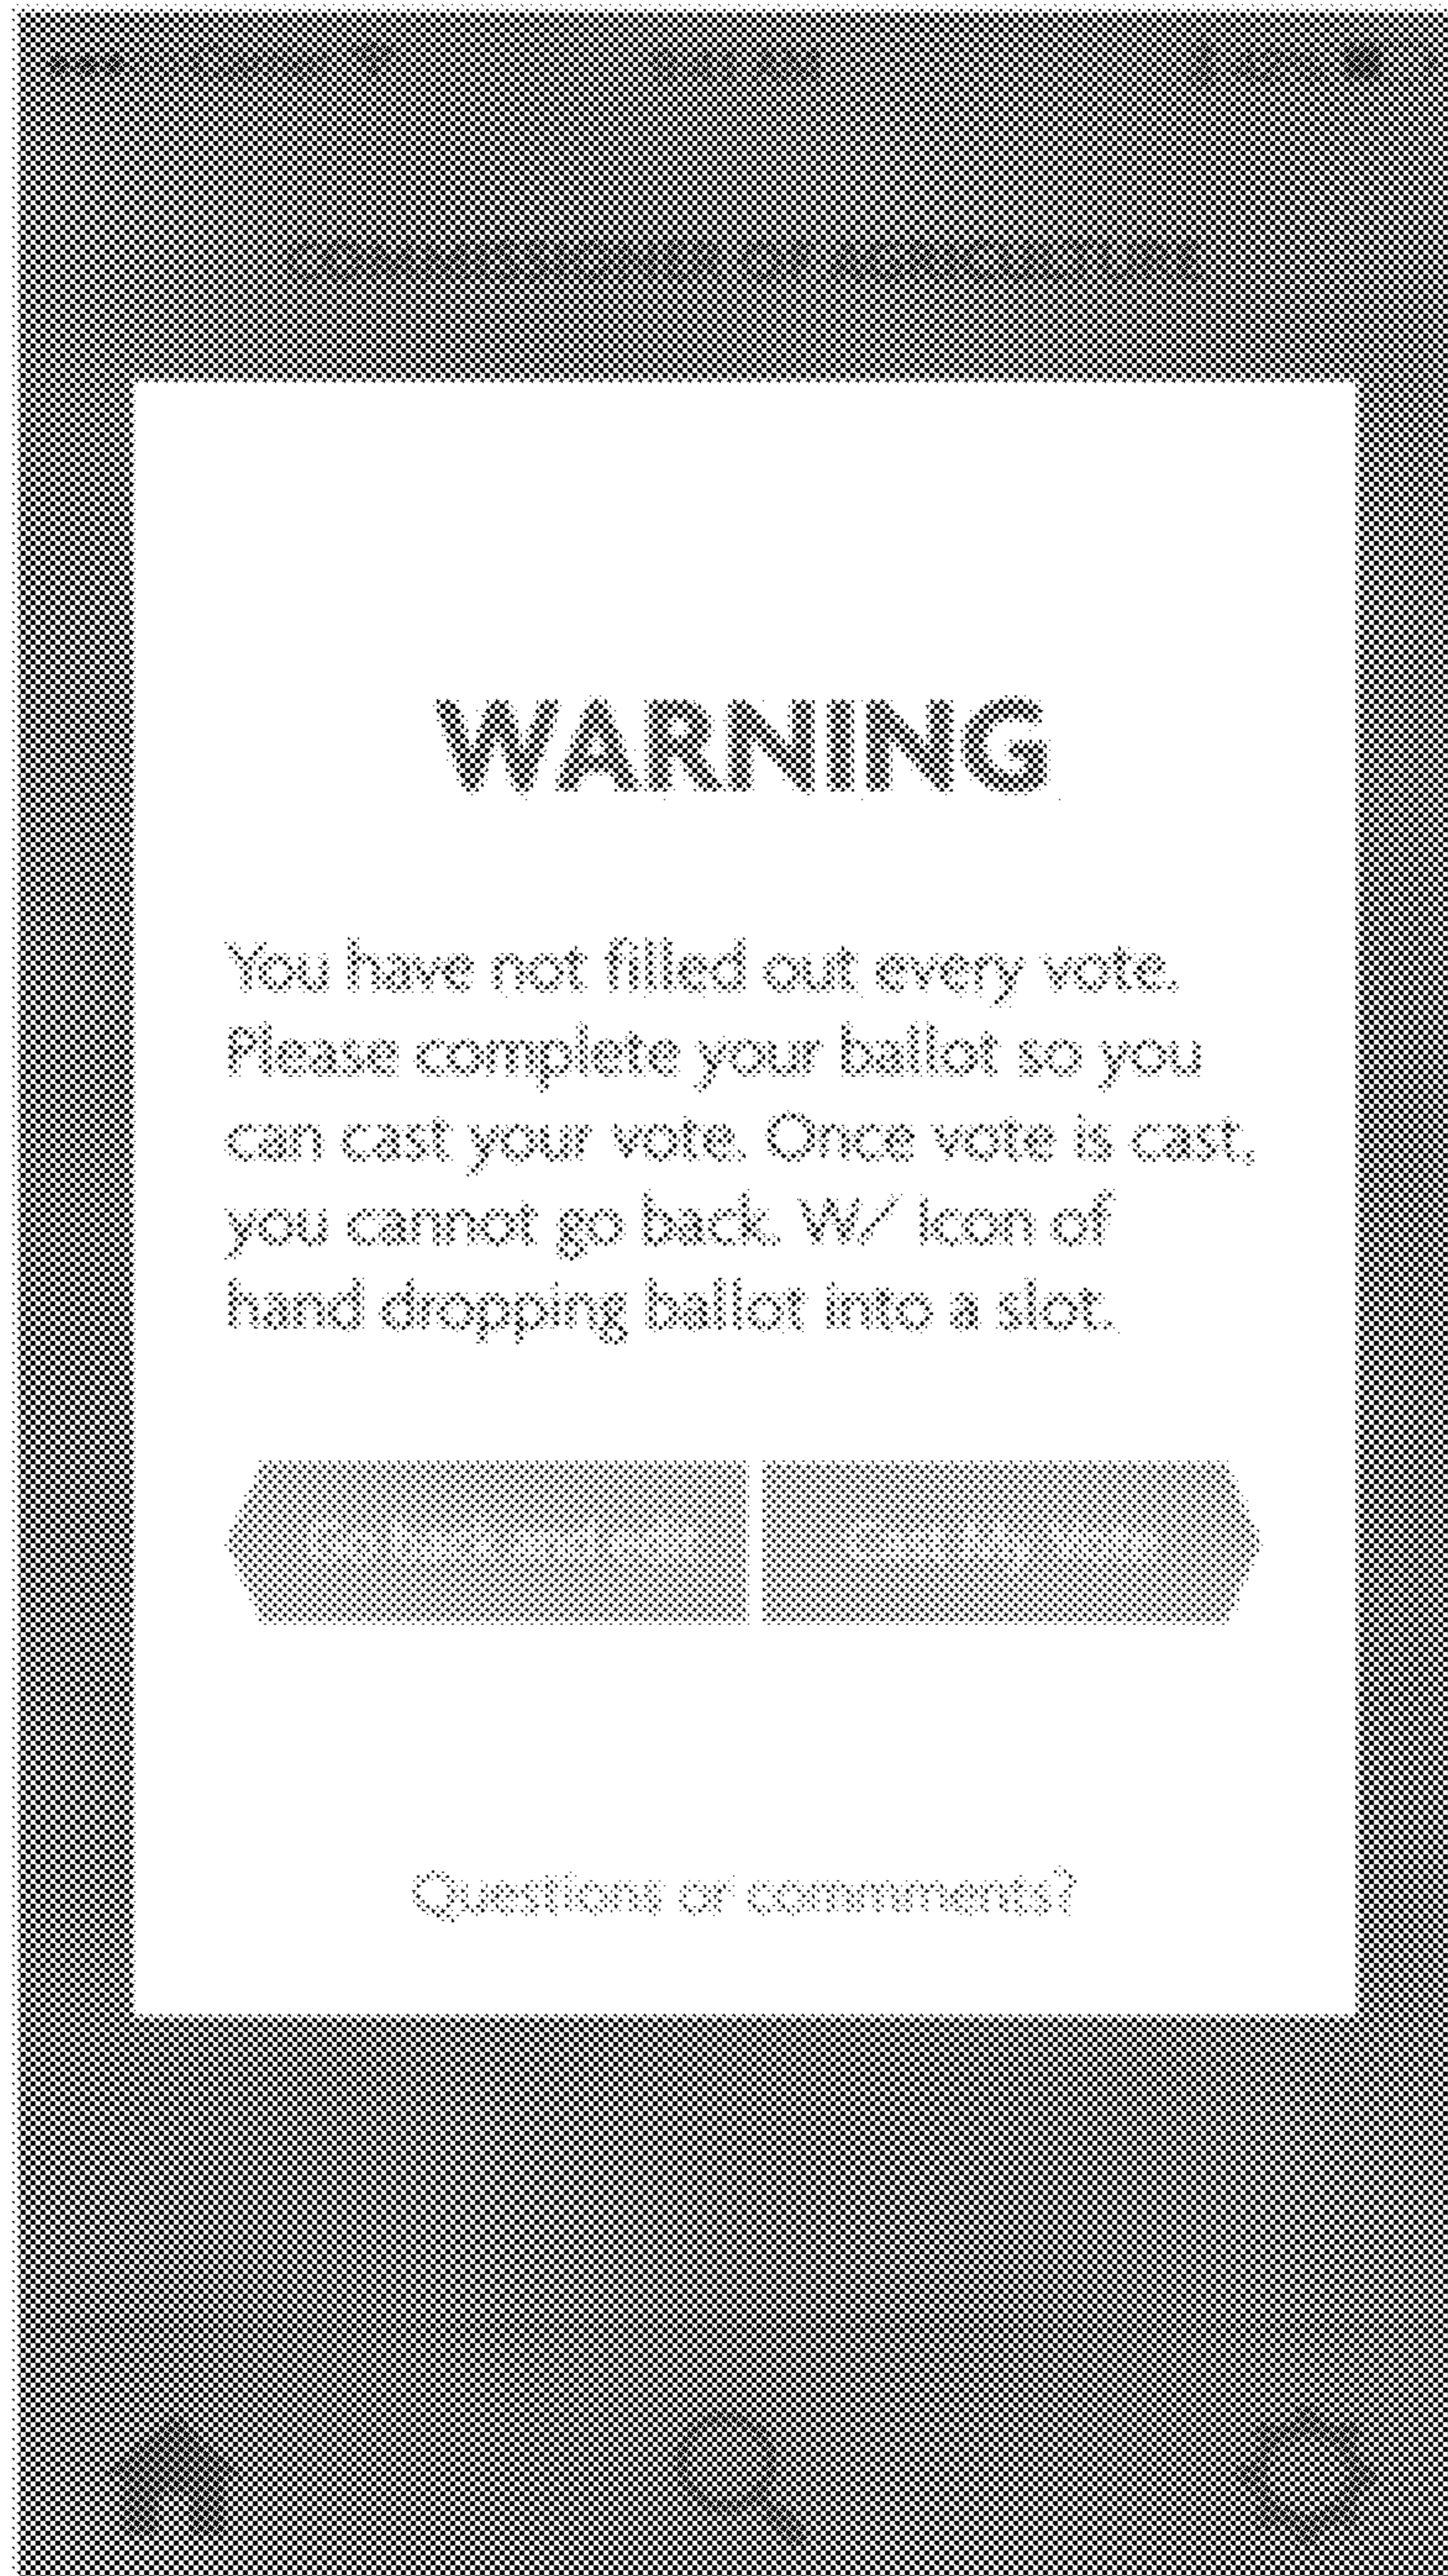 WARNING
You have not filled out every vote.
Please complete your ballot so you
can cast your vote. Once vote is cast,
you cannot go back. W/ Icon of
hand dropping ballot into a slot.
Questions or comments?